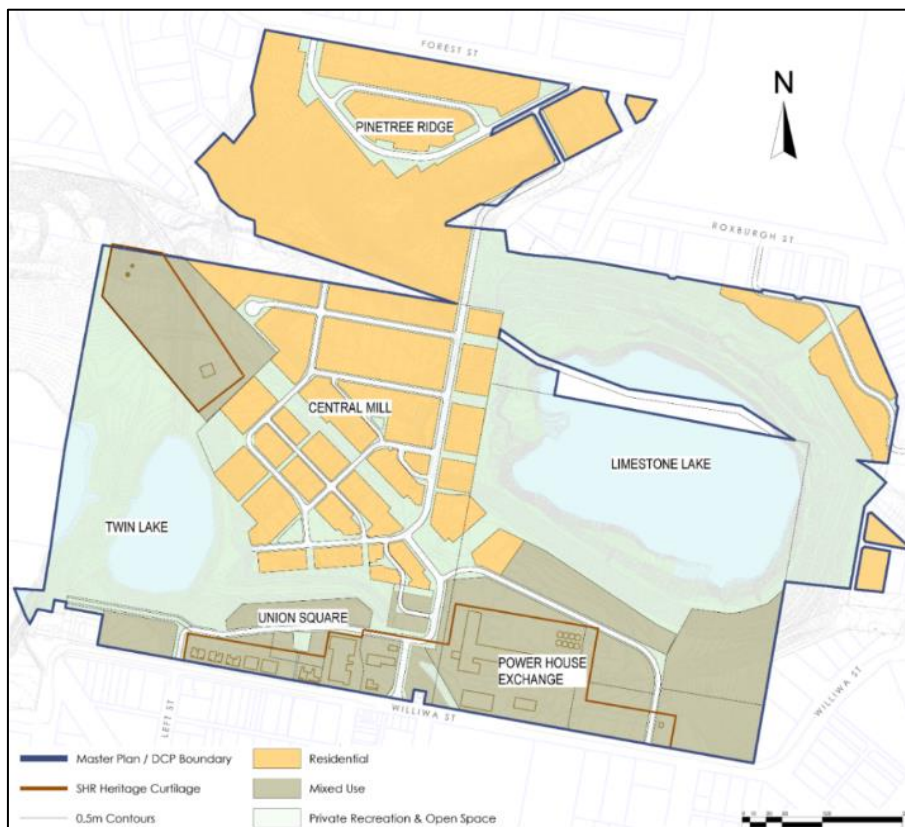 FOREST ST
N
PINETREE RIDGE
ROXBURGH ST
CENTRAL MILL
LIMESTONE LAKE
TWIN LAKE
UNION SQUARE
POWER HOUSE
EXCHANGE
WILLIWA ST
WILLIWA ST
LEFT ST
Master Plan / DCP Boundary
Residential
SHR Heritage Curtilage
Mixed Use
0.5m Contours
Private Recreation & Open Space